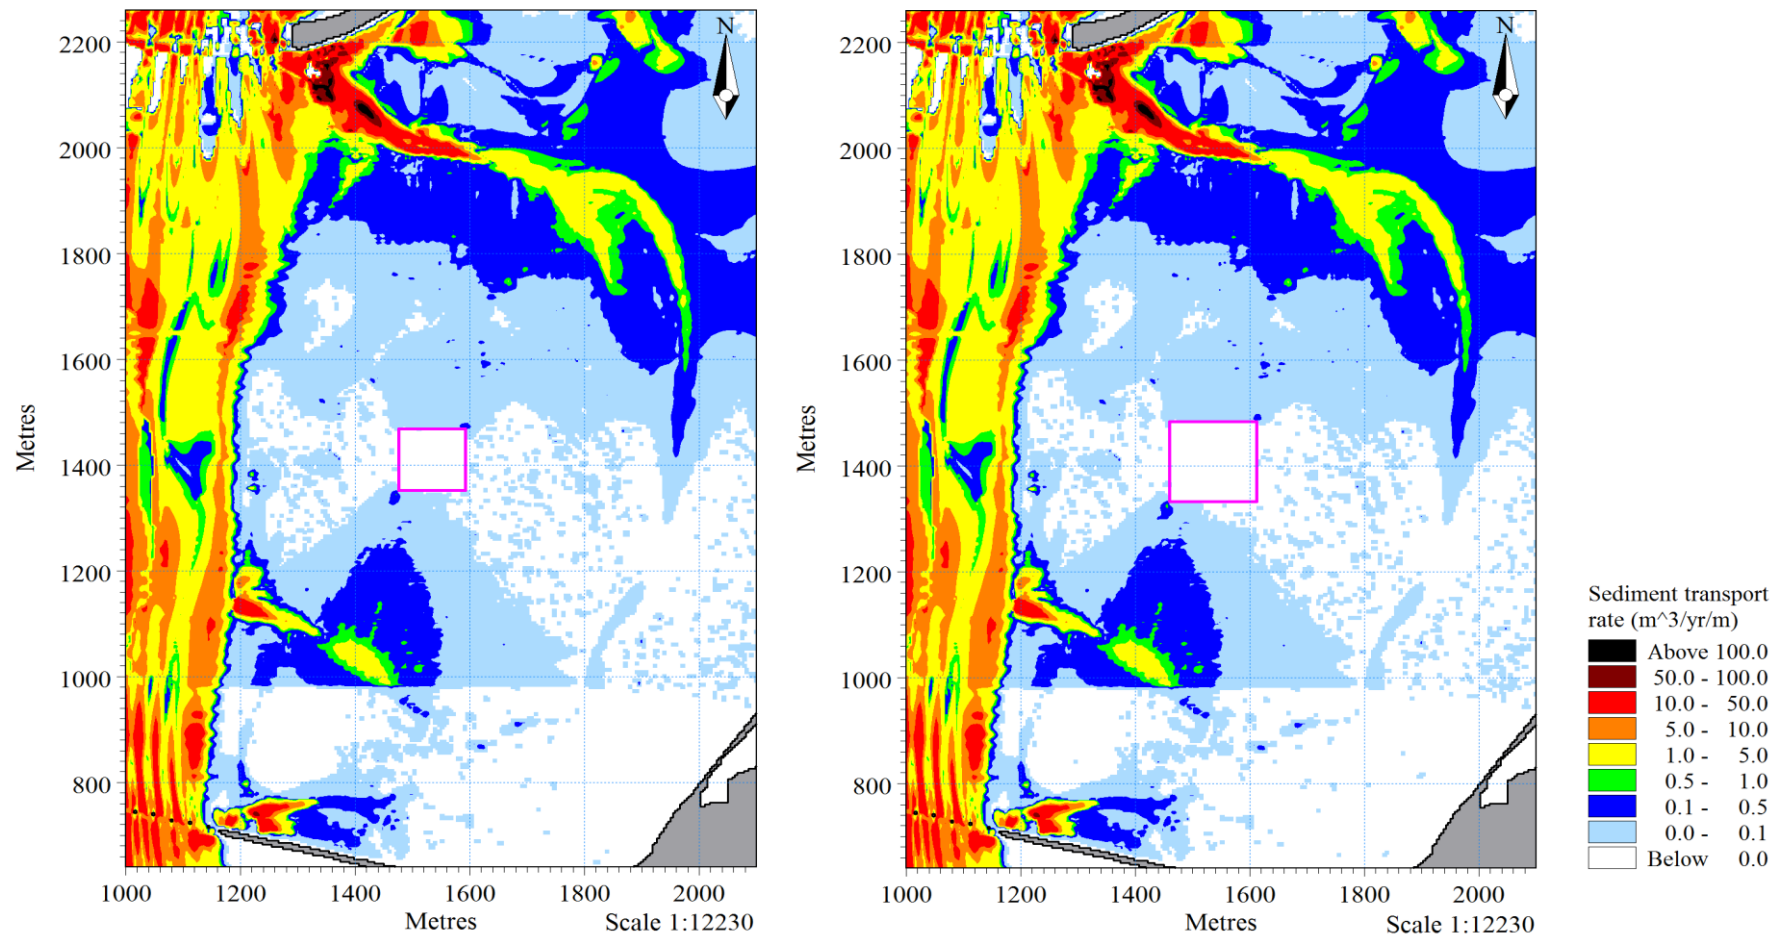 N
N
2200
2000
1800
1600
1400
1200
1000
800
Metres
1000 1200 1400 1600 1800 2000
Metres
Scale 1:12230
2200
2000
1800
1600
1400
1200
1000
800
Metres
1000 1200 1400 1600 1800 2000
Metres
Scale 1:12230
Sediment transport
rate (m^3/yr/m)
Above 100.0
50.0 - 100.0
10.0 - 50.0
5.0 - 10.0
1.0 - 5.0
0.5 - 1.0
0.1 - 0.5
0.0 - 0.1
Below 0.0